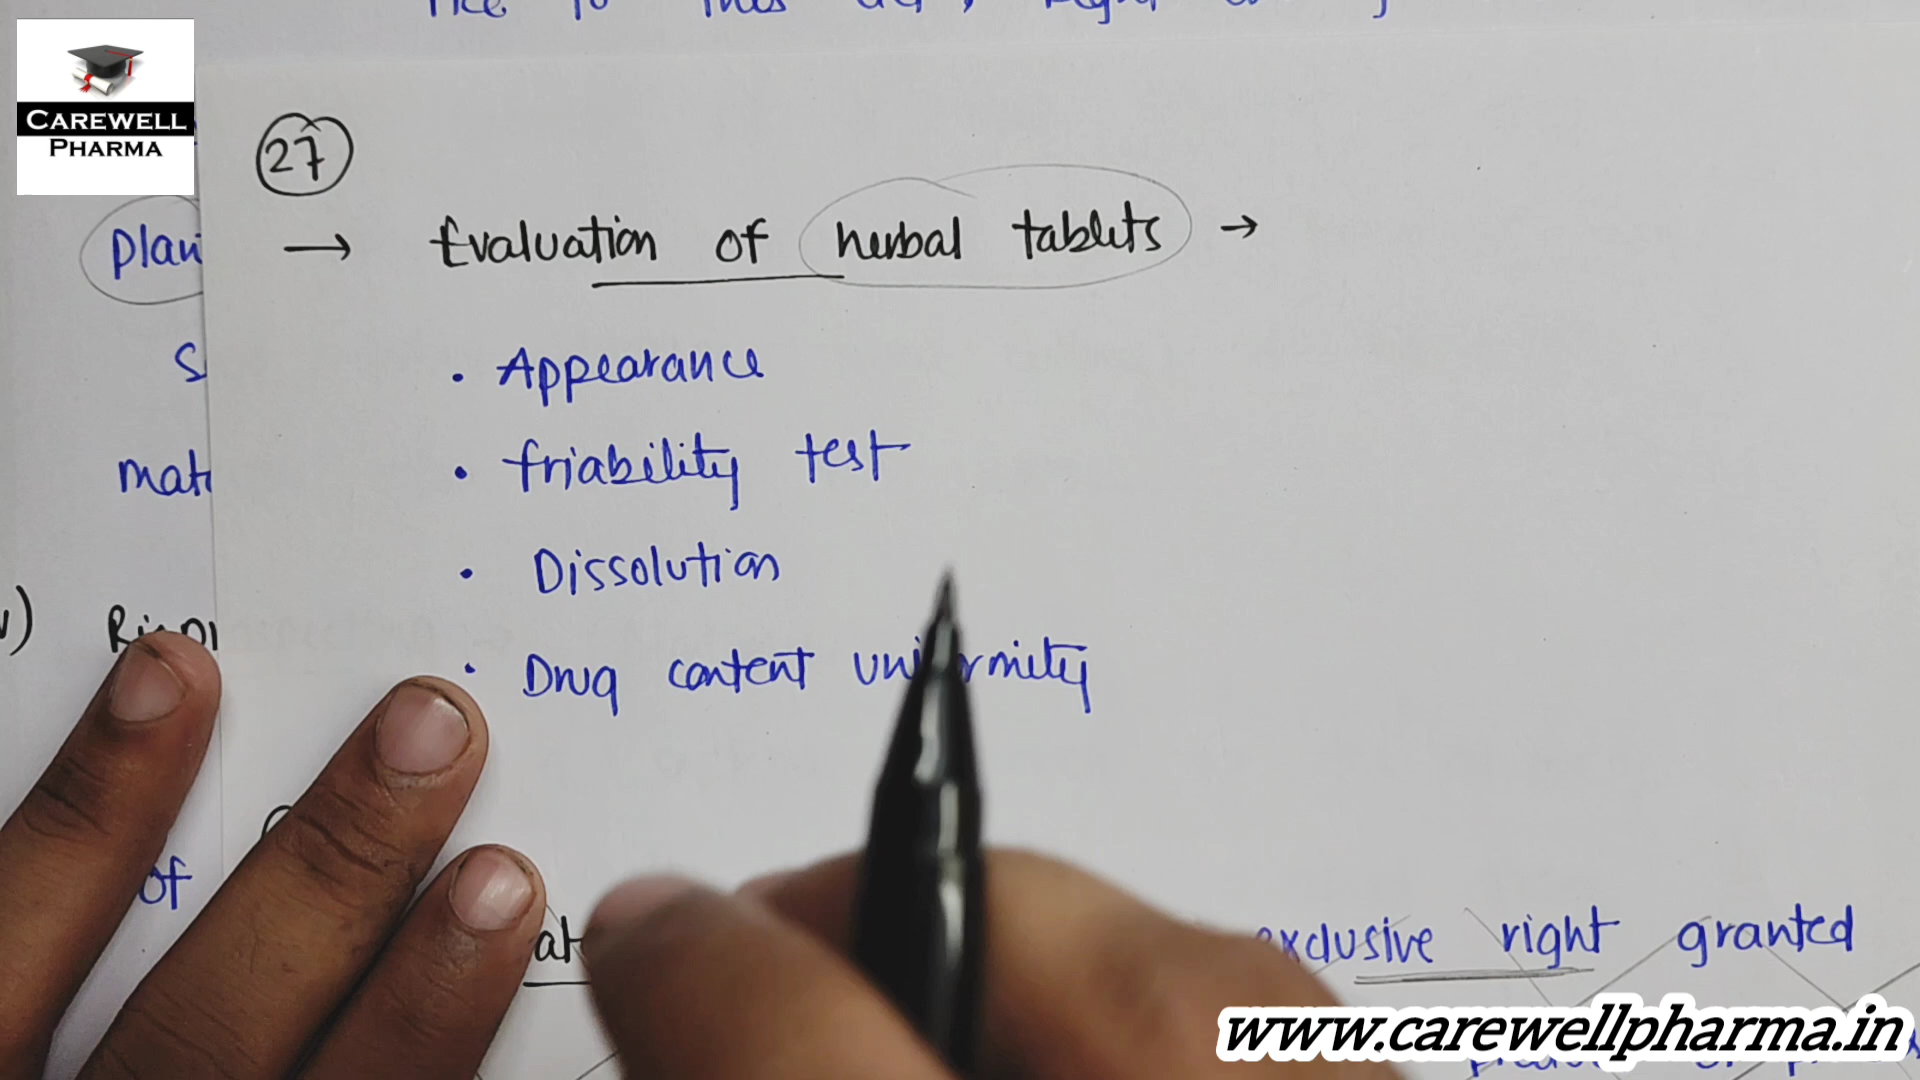 CAREWELL
PHARMA
27
→ Evaluation of herbal tablets →
• Appearance
• friability test
• Dissolution
• Drug content
of
exclusive right granted
www.carewellpharma.in